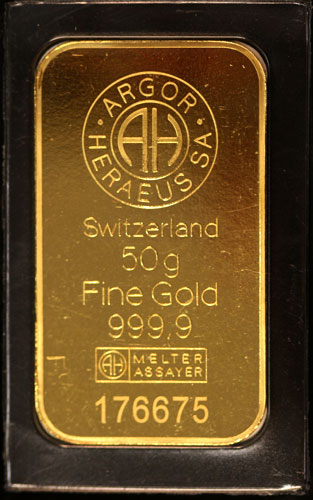 · ARGOR ·
HERAEUS SA
AH
Switzerland
50g
Fine Gold
999,9
AH MELTER
ASSAYER
176675